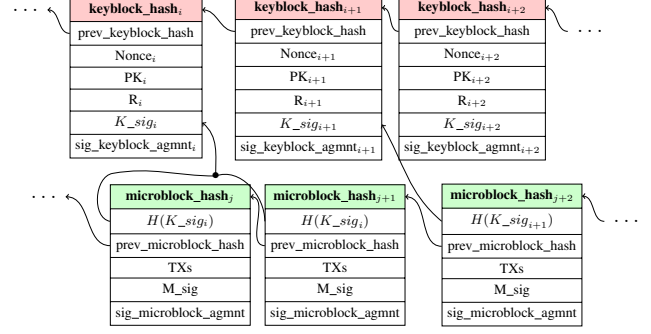 keyblock_hash_i keyblock_hash_{i+1} keyblock_hash_{i+2}
· · · prev_keyblock_hash prev_keyblock_hash prev_keyblock_hash · · ·
Nonce_i Nonce_{i+1} Nonce_{i+2}
PK_i PK_{i+1} PK_{i+2}
R_i R_{i+1} R_{i+2}
K_sig_i K_sig_{i+1} K_sig_{i+2}
sig_keyblock_agmnt_i sig_keyblock_agmnt_{i+1} sig_keyblock_agmnt_{i+2}
· · · microblock_hash_j microblock_hash_{j+1} microblock_hash_{j+2}
H(K_sig_i) H(K_sig_i) H(K_sig_{i+1}) · · ·
prev_microblock_hash prev_microblock_hash prev_microblock_hash
TXs TXs TXs
M_sig M_sig M_sig
sig_microblock_agmnt sig_microblock_agmnt sig_microblock_agmnt